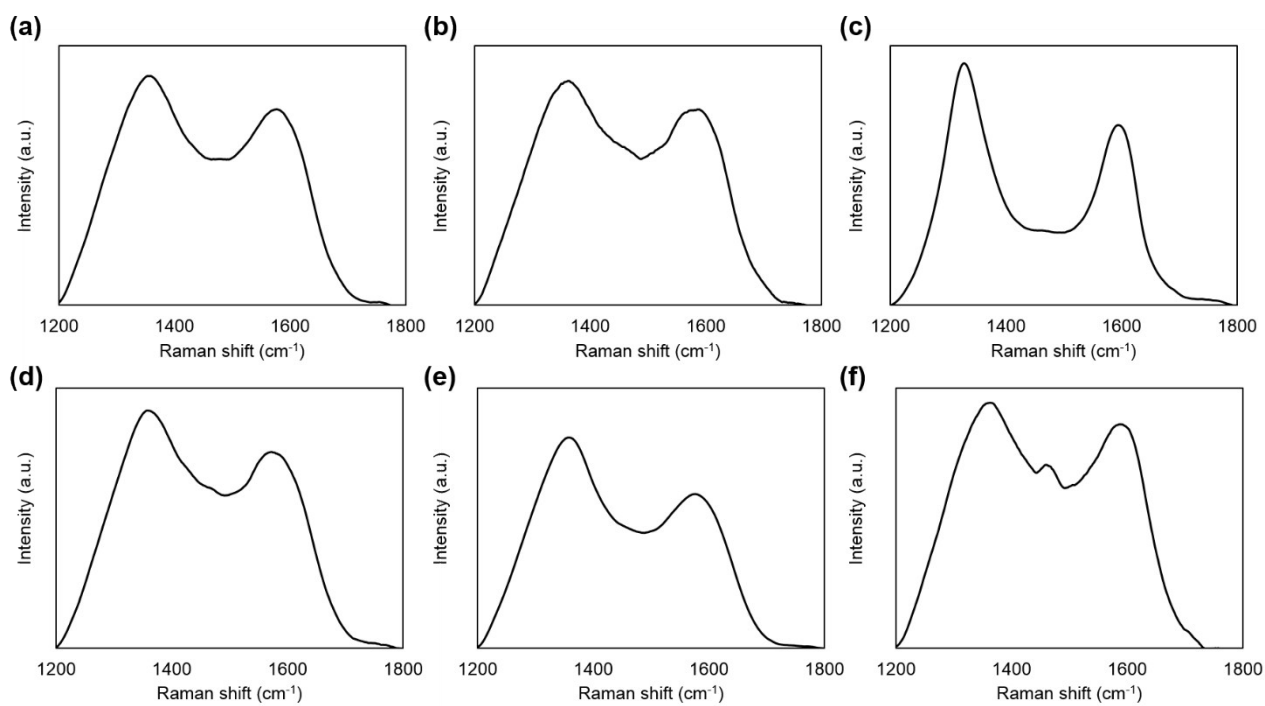 (a)
Intensity (a.u.)
1200 1400 1600 1800
Raman shift (cm⁻¹)
(b)
Intensity (a.u.)
1200 1400 1600 1800
Raman shift (cm⁻¹)
(c)
Intensity (a.u.)
1200 1400 1600 1800
Raman shift (cm⁻¹)
(d)
Intensity (a.u.)
1200 1400 1600 1800
Raman shift (cm⁻¹)
(e)
Intensity (a.u.)
1200 1400 1600 1800
Raman shift (cm⁻¹)
(f)
Intensity (a.u.)
1200 1400 1600 1800
Raman shift (cm⁻¹)